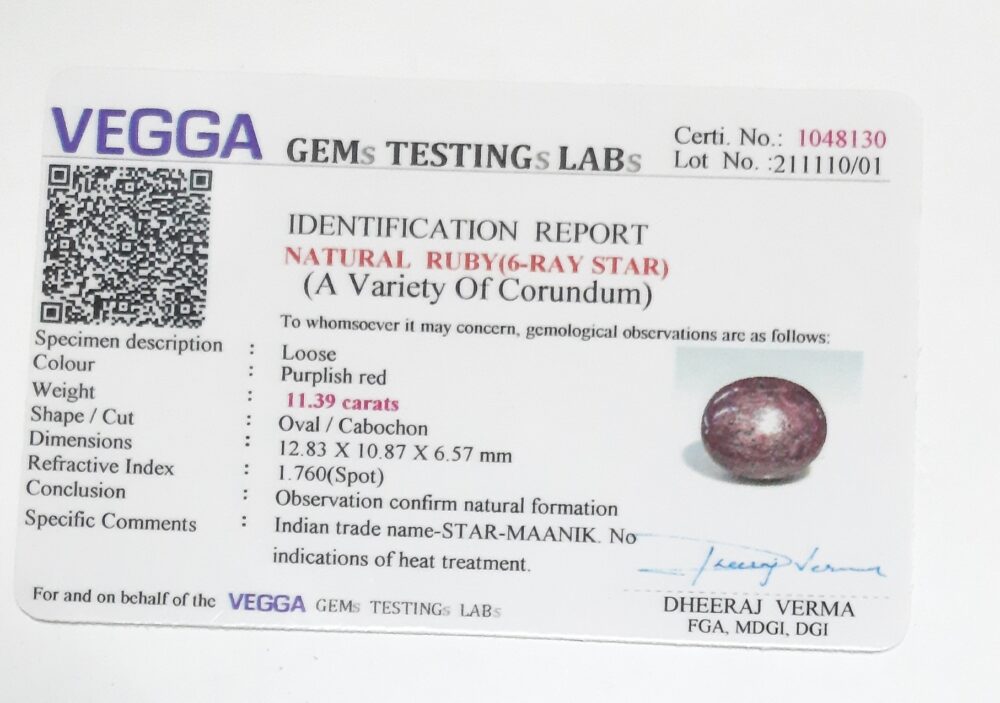 VEGGA GEMs TESTINGs LABs
Certi. No.: 1048130
Lot No. :211110/01
IDENTIFICATION REPORT
NATURAL RUBY(6-RAY STAR)
(A Variety Of Corundum)
To whomsoever it may concern, gemological observations are as follows:
Specimen description : Loose
Colour : Purplish red
Weight : 11.39 carats
Shape / Cut : Oval / Cabochon
Dimensions : 12.83 X 10.87 X 6.57 mm
Refractive Index : 1.760(Spot)
Conclusion : Observation confirm natural formation
Specific Comments : Indian trade name-STAR-MAANIK. No
indications of heat treatment.
Dheeraj Verma
For and on behalf of the VEGGA GEMs TESTINGs LABs
DHEERAJ VERMA
FGA, MDGI, DGI